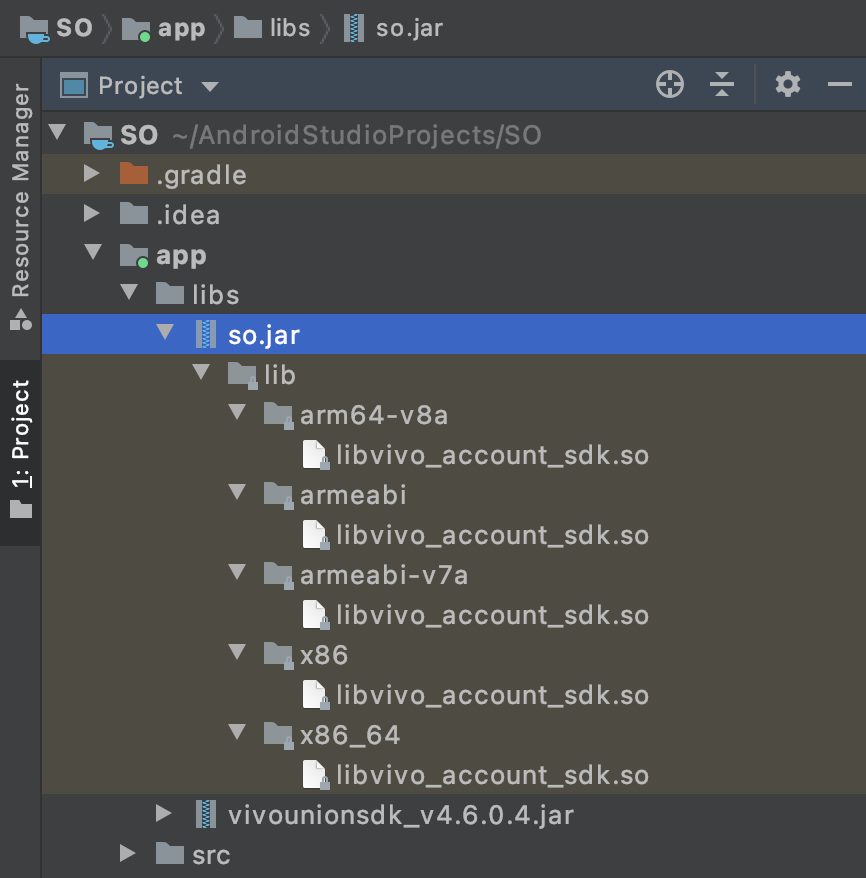 SO app libs so.jar
Project
SO ~/AndroidStudioProjects/SO
.gradle
.idea
app
libs
so.jar
lib
arm64-v8a
libvivo_account_sdk.so
armeabi
libvivo_account_sdk.so
armeabi-v7a
libvivo_account_sdk.so
x86
libvivo_account_sdk.so
x86_64
libvivo_account_sdk.so
vivounionsdk_v4.6.0.4.jar
src
Resource Manager
1: Project